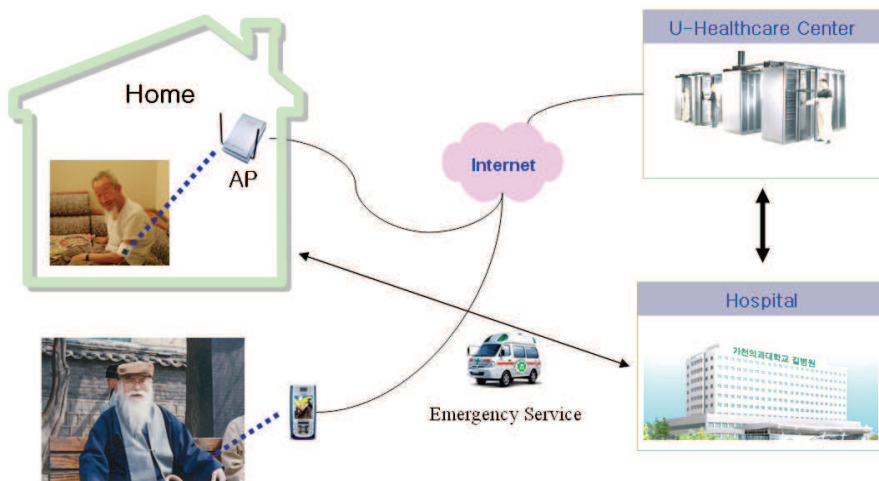 U-Healthcare Center
Home
AP
Internet
Hospital
가천의과대학교 길병원
Emergency Service